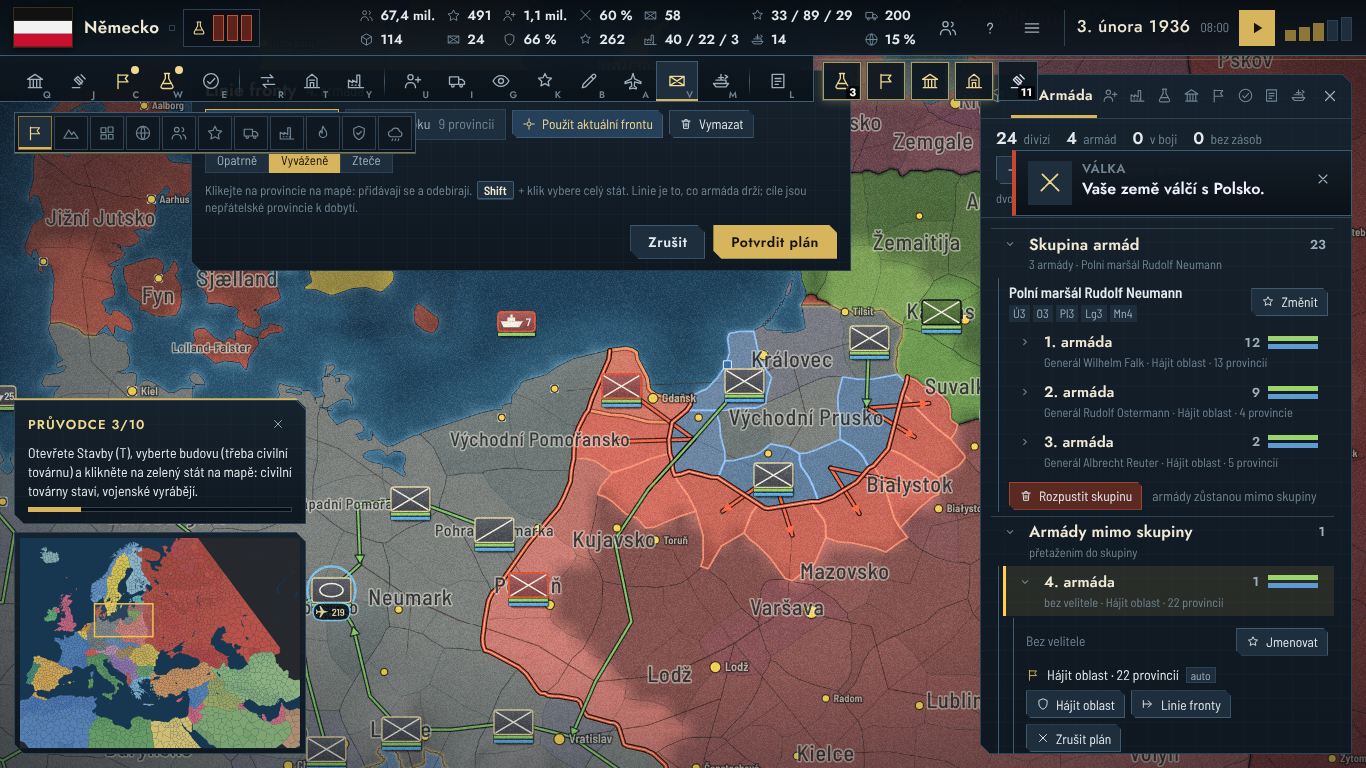 Německo
67,4 mil.
491
1,1 mil.
60 %
58
33 / 89 / 29
200
114
24
66 %
262
40 / 22 / 3
14
15 %
?
3. února 1936
08:00
Q
J
C
W
E
R
T
Y
U
I
G
K
B
A
V
M
L
3
11
Armáda
Linie fronty
9 provincií
Použít aktuální frontu
Vymazat
Opatrně
Vyváženě
Zteče
Klikejte na provincie na mapě: přidávají se a odebírají. Shift + klik vybere celý stát. Linie je to, co armáda drží; cíle jsou
nepřátelské provincie k dobytí.
Zrušit
Potvrdit plán
24 divizí
4 armád
0 v boji
0 bez zásob
VÁLKA
Vaše země válčí s Polsko.
Skupina armád
23
3 armády · Polní maršál Rudolf Neumann
Polní maršál Rudolf Neumann
Ú3
O3
Pl3
Lg3
Mn4
Změnit
1. armáda
12
Generál Wilhelm Falk · Hájit oblast · 13 provincií
2. armáda
9
Generál Rudolf Ostermann · Hájit oblast · 4 provincie
3. armáda
2
Generál Albrecht Reuter · Hájit oblast · 5 provincií
Rozpustit skupinu
armády zůstanou mimo skupiny
Armády mimo skupiny
1
přetažením do skupiny
4. armáda
1
bez velitele · Hájit oblast · 22 provincií
Bez velitele
Jmenovat
Hájit oblast · 22 provincií
auto
Hájit oblast
Linie fronty
Zrušit plán
PRŮVODCE 3/10
Otevřete Stavby (T), vyberte budovu (třeba civilní
továrnu) a klikněte na zelený stát na mapě: civilní
továrny staví, vojenské vyrábějí.
Aalborg
Aarhus
Jižní Jutsko
Fyn
Sjælland
Lolland-Falster
Kiel
7
25
Zemgale
Žemaitija
Tilsit
Královec
Východní Prusko
Gdaňsk
Východní Pomořansko
Białystok
Kujavsko
Toruň
Mazovsko
Varšava
Neumark
219
Lodž
Lodž
Radom
Vratislav
Kielce